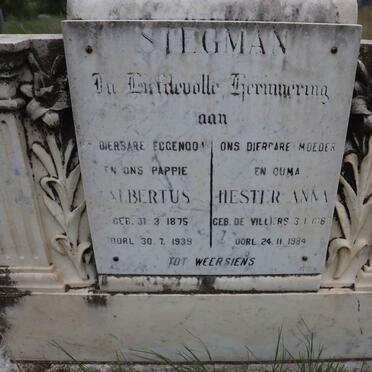 STEGMAN
In Liefdevolle Herinnering
aan
DIERBARE EGGENOOT
EN ONS PAPPIE
ALBERTUS
GEB. 31.3.1875
OORL. 30.7.1939
ONS DIERBARE MOEDER
EN OUMA
HESTER ANNA
GEB. DE VILLIERS
OORL. 24.11.1984
TOT WEERSIENS